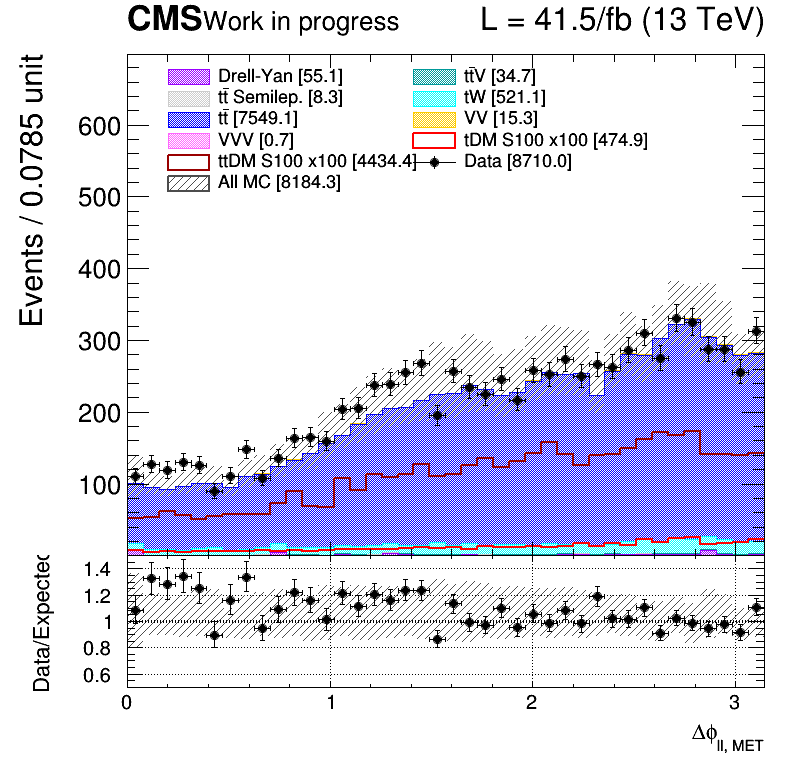 CMS Work in progress L = 41.5/fb (13 TeV)
Events / 0.0785 unit
Drell-Yan [55.1] tt̄V [34.7]
tt̄ Semilep. [8.3] tW [521.1]
tt̄ [7549.1] VV [15.3]
VVV [0.7] tDM S100 x100 [474.9]
ttDM S100 x100 [4434.4] Data [8710.0]
All MC [8184.3]
600
500
400
300
200
100
Data/Expected
1.4
1.2
1
0.8
0.6
0 1 2 3
Δϕll, MET